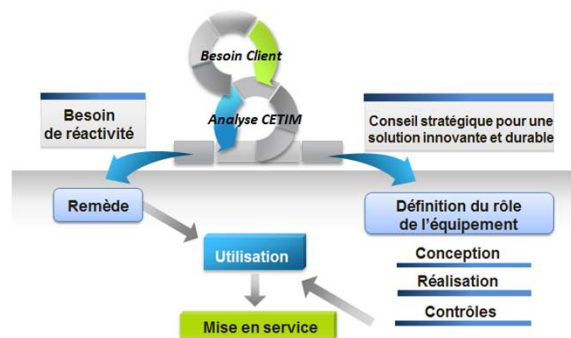 Besoin Client
Analyse CETIM
Besoin
de réactivité
Conseil stratégique pour une
solution innovante et durable
Remède
Définition du rôle
de l'équipement
Utilisation
Conception
Réalisation
Contrôles
Mise en service